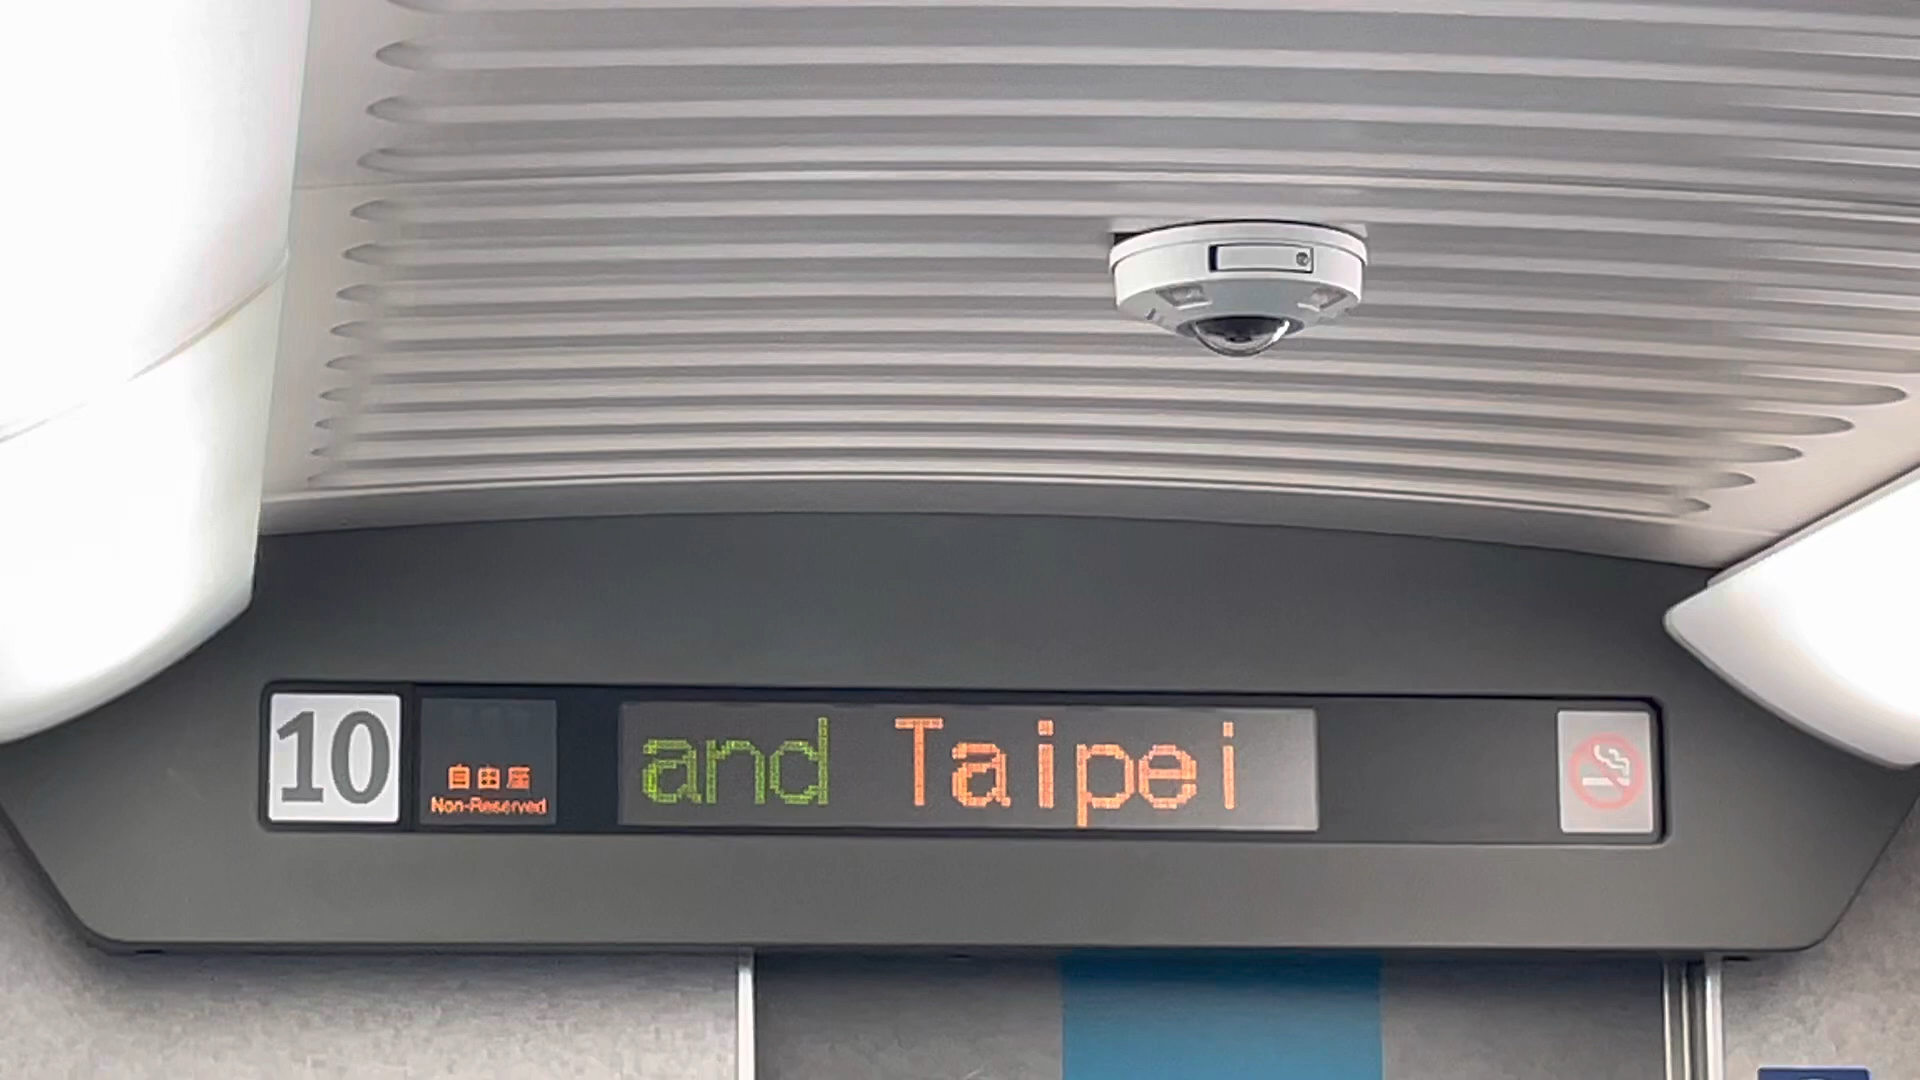 10
自由座
Non-Reserved
and Taipei